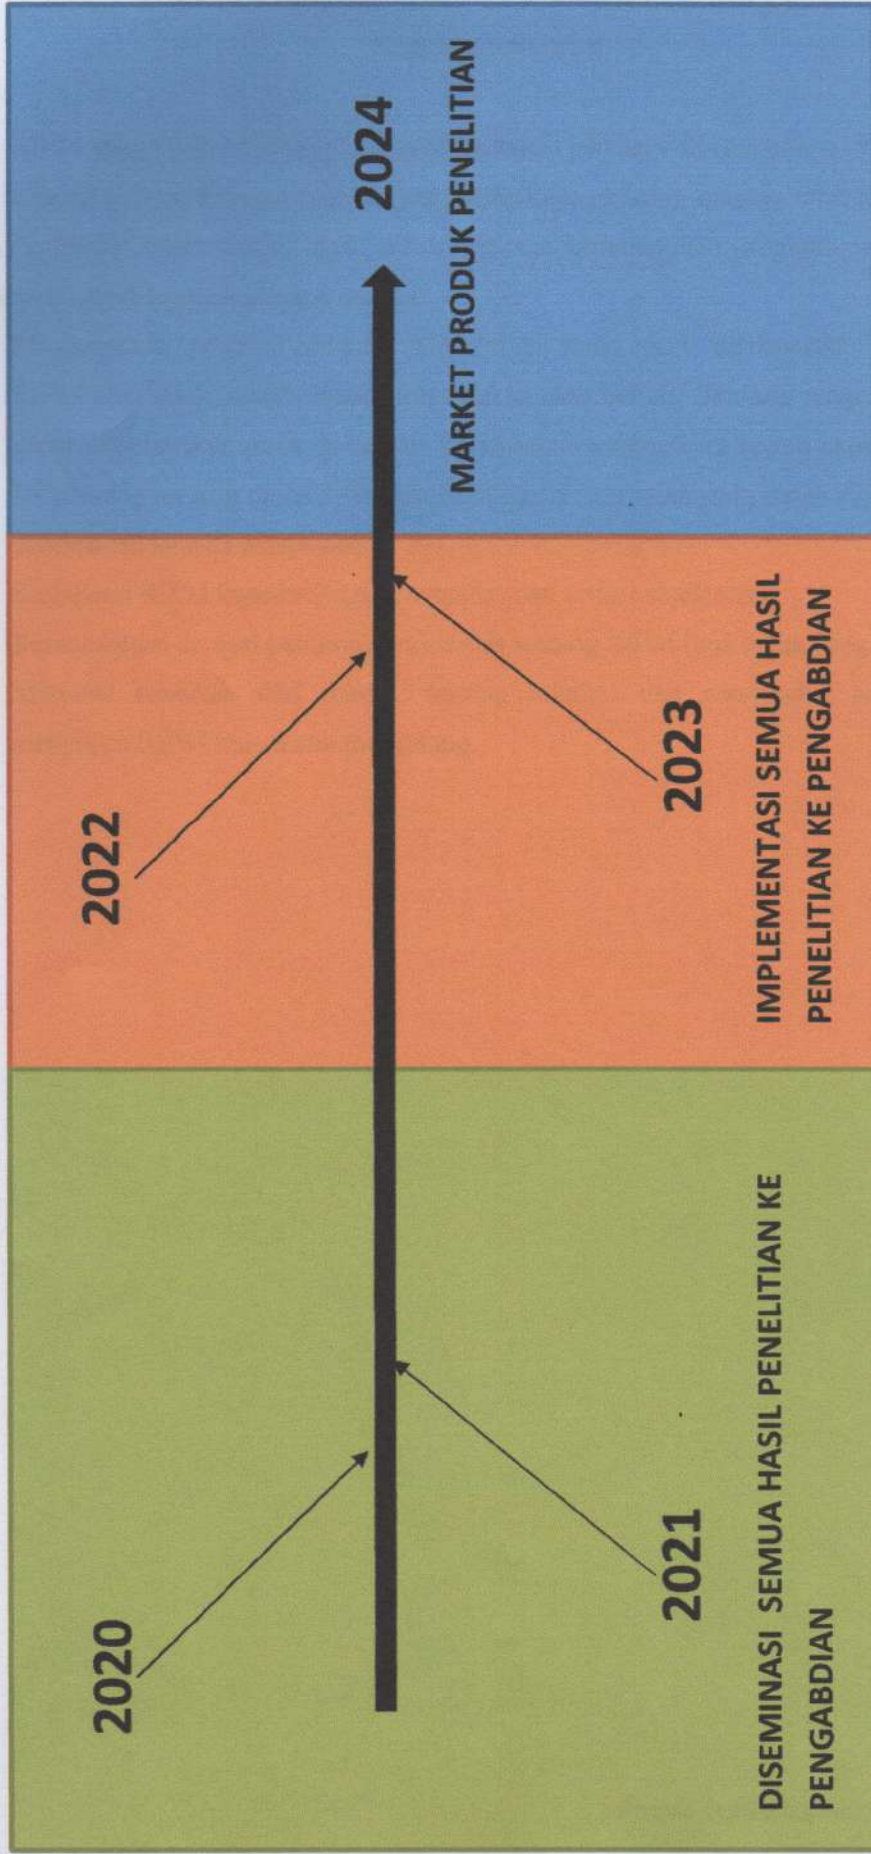 2020
2022
2024
MARKET PRODUK PENELITIAN
2021
2023
DISEMINASI SEMUA HASIL PENELITIAN KE
PENGABDIAN
IMPLEMENTASI SEMUA HASIL
PENELITIAN KE PENGABDIAN